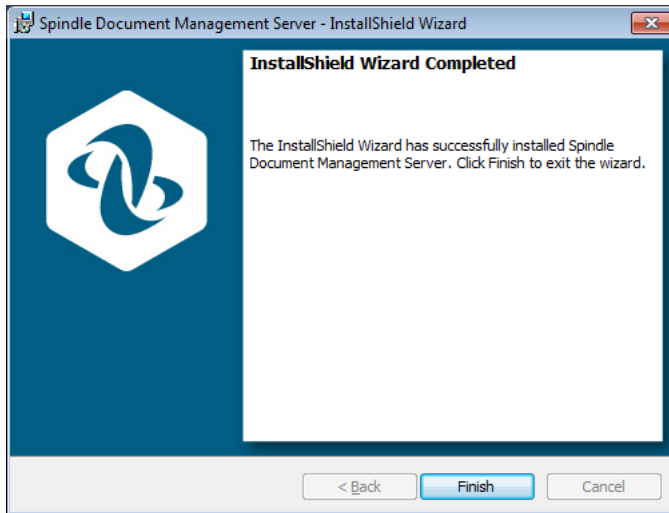 Spindle Document Management Server - InstallShield Wizard
InstallShield Wizard Completed
The InstallShield Wizard has successfully installed Spindle
Document Management Server. Click Finish to exit the wizard.
< Back
Finish
Cancel